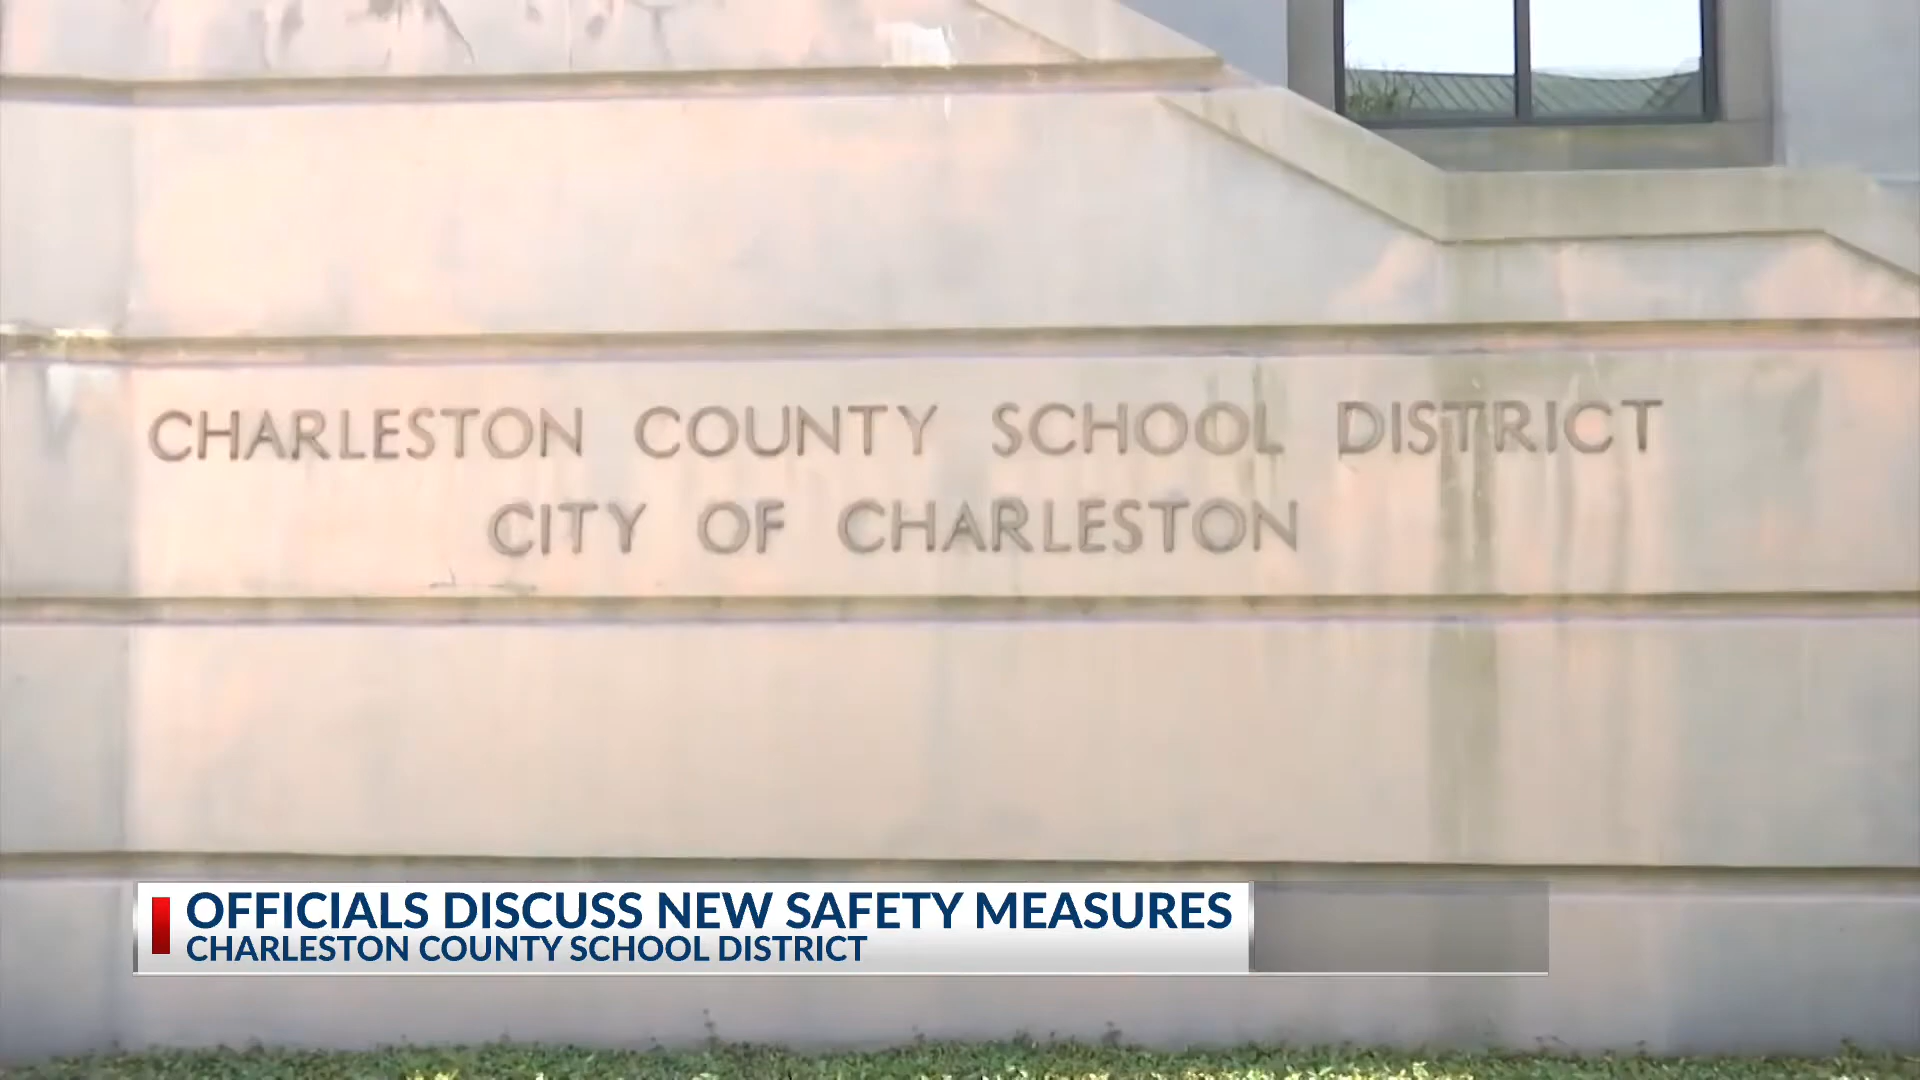 CHARLESTON COUNTY SCHOOL DISTRICT
CITY OF CHARLESTON
OFFICIALS DISCUSS NEW SAFETY MEASURES
CHARLESTON COUNTY SCHOOL DISTRICT